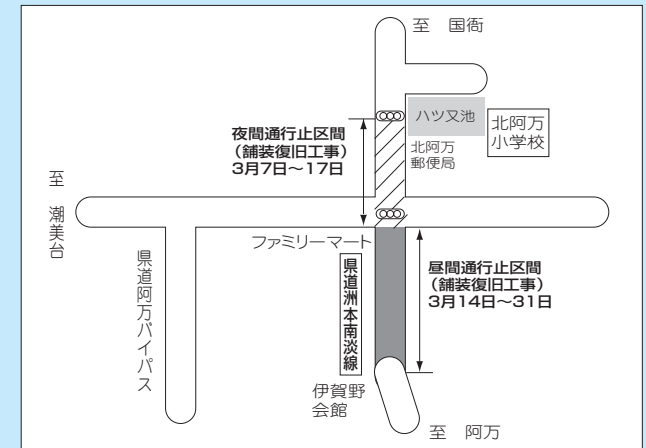 至 国衙
ハツ又池
北阿万
小学校
北阿万
郵便局
夜間通行止区間
(舗装復旧工事)
3月7日~17日
至 潮美台
ファミリーマート
県道阿万バイパス
県道洲本南淡線
昼間通行止区間
(舗装復旧工事)
3月14日~31日
伊賀野
会館
至 阿万